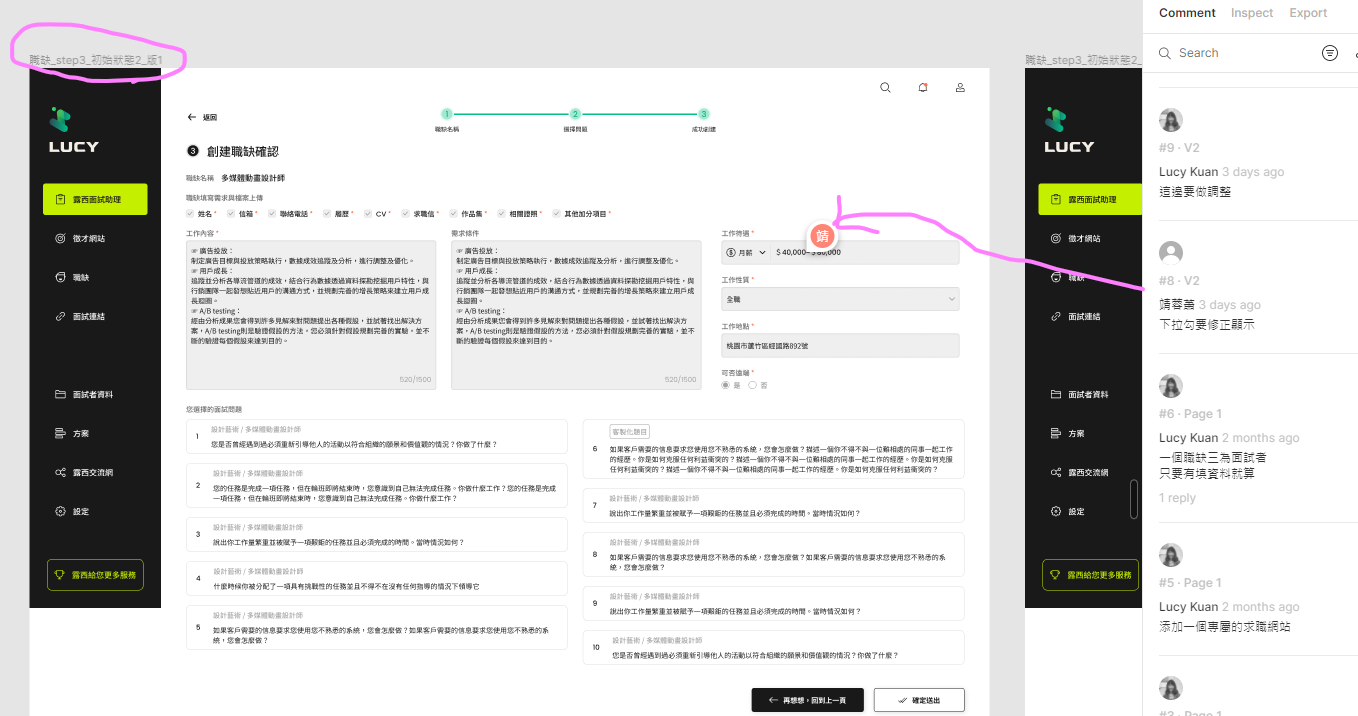 Comment Inspect Export
Search
職缺_step3_初始狀態2_版1
職缺_step3_初始狀態2_
LUCY
露西面試助理
徵才網站
職缺
面試連結
面試者資料
方案
露西交流網
設定
露西給您更多服務
返回
1
2
3
職缺名稱
選擇問題
成功創建
3 創建職缺確認
職缺名稱 多媒體動畫設計師
職缺填寫需求與檔案上傳
姓名* 信箱* 聯絡電話* 履歷* CV* 求職信* 作品集* 相關證照* 其他加分項目*
工作內容*
☞ 廣告投放：
制定廣告目標與投放策略執行，數據成效追蹤及分析，進行調整及優化。
☞ 用戶成長：
追蹤並分析各導流管道的成效，結合行為數據透過資料探勘挖掘用戶特性，與
行銷團隊一起發想貼近用戶的溝通方式，並規劃完善的增長策略來建立用戶成
長迴圈。
☞ A/B testing：
經由分析成果您會得到許多見解來對問題提出各種假設，並試著找出解決方
案，A/B testing則是驗證假設的方法，您必須針對假設規劃完善的實驗，並不
斷的驗證每個假設來達到目的。
520/1500
需求條件
☞ 廣告投放：
制定廣告目標與投放策略執行，數據成效追蹤及分析，進行調整及優化。
☞ 用戶成長：
追蹤並分析各導流管道的成效，結合行為數據透過資料探勘挖掘用戶特性，與
行銷團隊一起發想貼近用戶的溝通方式，並規劃完善的增長策略來建立用戶成
長迴圈。
☞ A/B testing：
經由分析成果您會得到許多見解來對問題提出各種假設，並試著找出解決方
案，A/B testing則是驗證假設的方法，您必須針對假設規劃完善的實驗，並不
斷的驗證每個假設來達到目的。
520/1500
工作待遇*
月薪 $ 40,000~$ 60,000
婧
工作性質*
全職
工作地點*
桃園市蘆竹區經國路892號
可否遠端*
是 否
您選擇的面試問題
1
設計藝術 / 多媒體動畫設計師
您是否曾經遇到過必須重新引導他人的活動以符合組織的願景和價值觀的情況？你做了什麼？
2
設計藝術 / 多媒體動畫設計師
您的任務是完成一項任務，但在輪班即將結束時，您意識到自己無法完成任務。你做什麼工作？您的任務是完成
一項任務，但在輪班即將結束時，您意識到自己無法完成任務。你做什麼工作？
3
設計藝術 / 多媒體動畫設計師
說出你工作量繁重並被賦予一項艱鉅的任務並且必須完成的時間。當時情況如何？
4
設計藝術 / 多媒體動畫設計師
什麼時候你被分配了一項具有挑戰性的任務並且不得不在沒有任何指導的情況下領導它
5
設計藝術 / 多媒體動畫設計師
如果客戶需要的信息要求您使用您不熟悉的系統，您會怎麼做？如果客戶需要的信息要求您使用您不熟悉的系
統，您會怎麼做？
6
客製化題目
如果客戶需要的信息要求您使用您不熟悉的系統，您會怎麼做？描述一個你不得不與一位難相處的同事一起工作
的經歷。你是如何克服任何利益衝突的？描述一個你不得不與一位難相處的同事一起工作的經歷。你是如何克服
任何利益衝突的？描述一個你不得不與一位難相處的同事一起工作的經歷。你是如何克服任何利益衝突的？
7
設計藝術 / 多媒體動畫設計師
說出你工作量繁重並被賦予一項艱鉅的任務並且必須完成的時間。當時情況如何？
8
設計藝術 / 多媒體動畫設計師
如果客戶需要的信息要求您使用您不熟悉的系統，您會怎麼做？如果客戶需要的信息要求您使用您不熟悉的系
統，您會怎麼做？
9
設計藝術 / 多媒體動畫設計師
說出你工作量繁重並被賦予一項艱鉅的任務並且必須完成的時間。當時情況如何？
10
設計藝術 / 多媒體動畫設計師
您是否曾經遇到過必須重新引導他人的活動以符合組織的願景和價值觀的情況？你做了什麼？
再想想，回到上一頁
確定送出
LUCY
露西面試助理
徵才網站
職缺
面試連結
面試者資料
方案
露西交流網
設定
露西給您更多服務
#9 · V2
Lucy Kuan 3 days ago
這邊要做調整
#8 · V2
3 days ago
下拉勾要修正顯示
#6 · Page 1
Lucy Kuan 2 months ago
一個職缺三為面試者
只要有填資料就算
1 reply
#5 · Page 1
Lucy Kuan 2 months ago
添加一個專屬的求職網站
#3 · Page 1